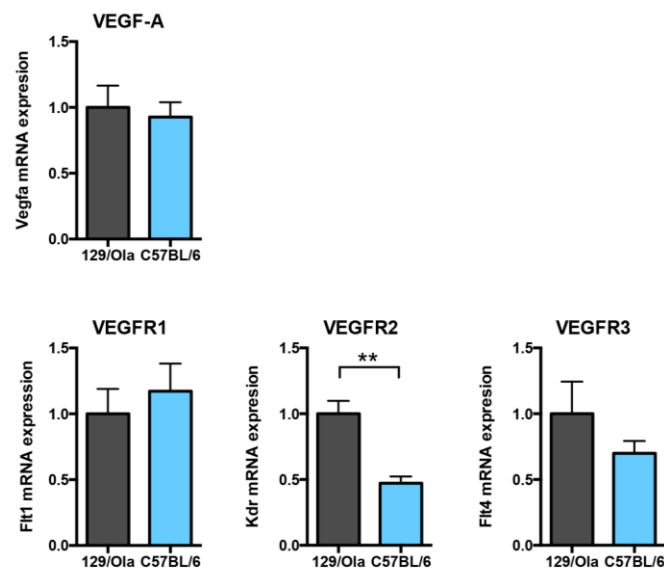 VEGF-A
Vegfa mRNA expresion
1.5
1.0
0.5
0.0
129/Ola C57BL/6
VEGFR1
Flt1 mRNA expression
1.5
1.0
0.5
0.0
129/Ola C57BL/6
VEGFR2
Kdr mRNA expression
1.5
1.0
0.5
0.0
**
129/Ola C57BL/6
VEGFR3
Flt4 mRNA expression
1.5
1.0
0.5
0.0
129/Ola C57BL/6